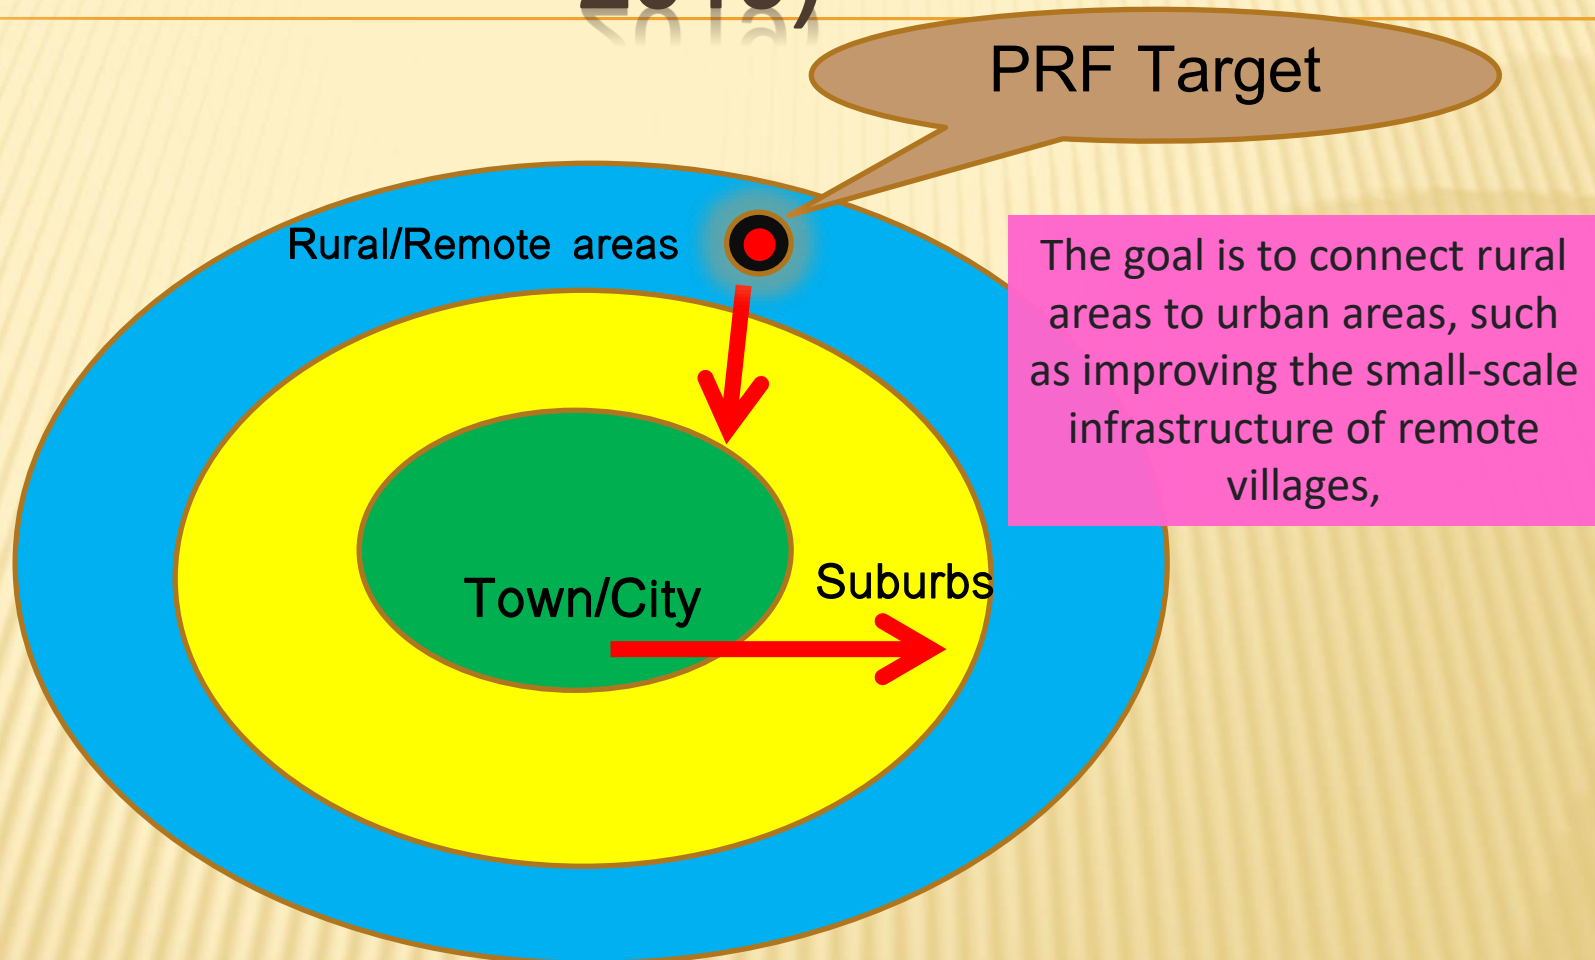 PRF Target
Rural/Remote areas
The goal is to connect rural
areas to urban areas, such
as improving the small-scale
infrastructure of remote
villages,
Suburbs
Town/City